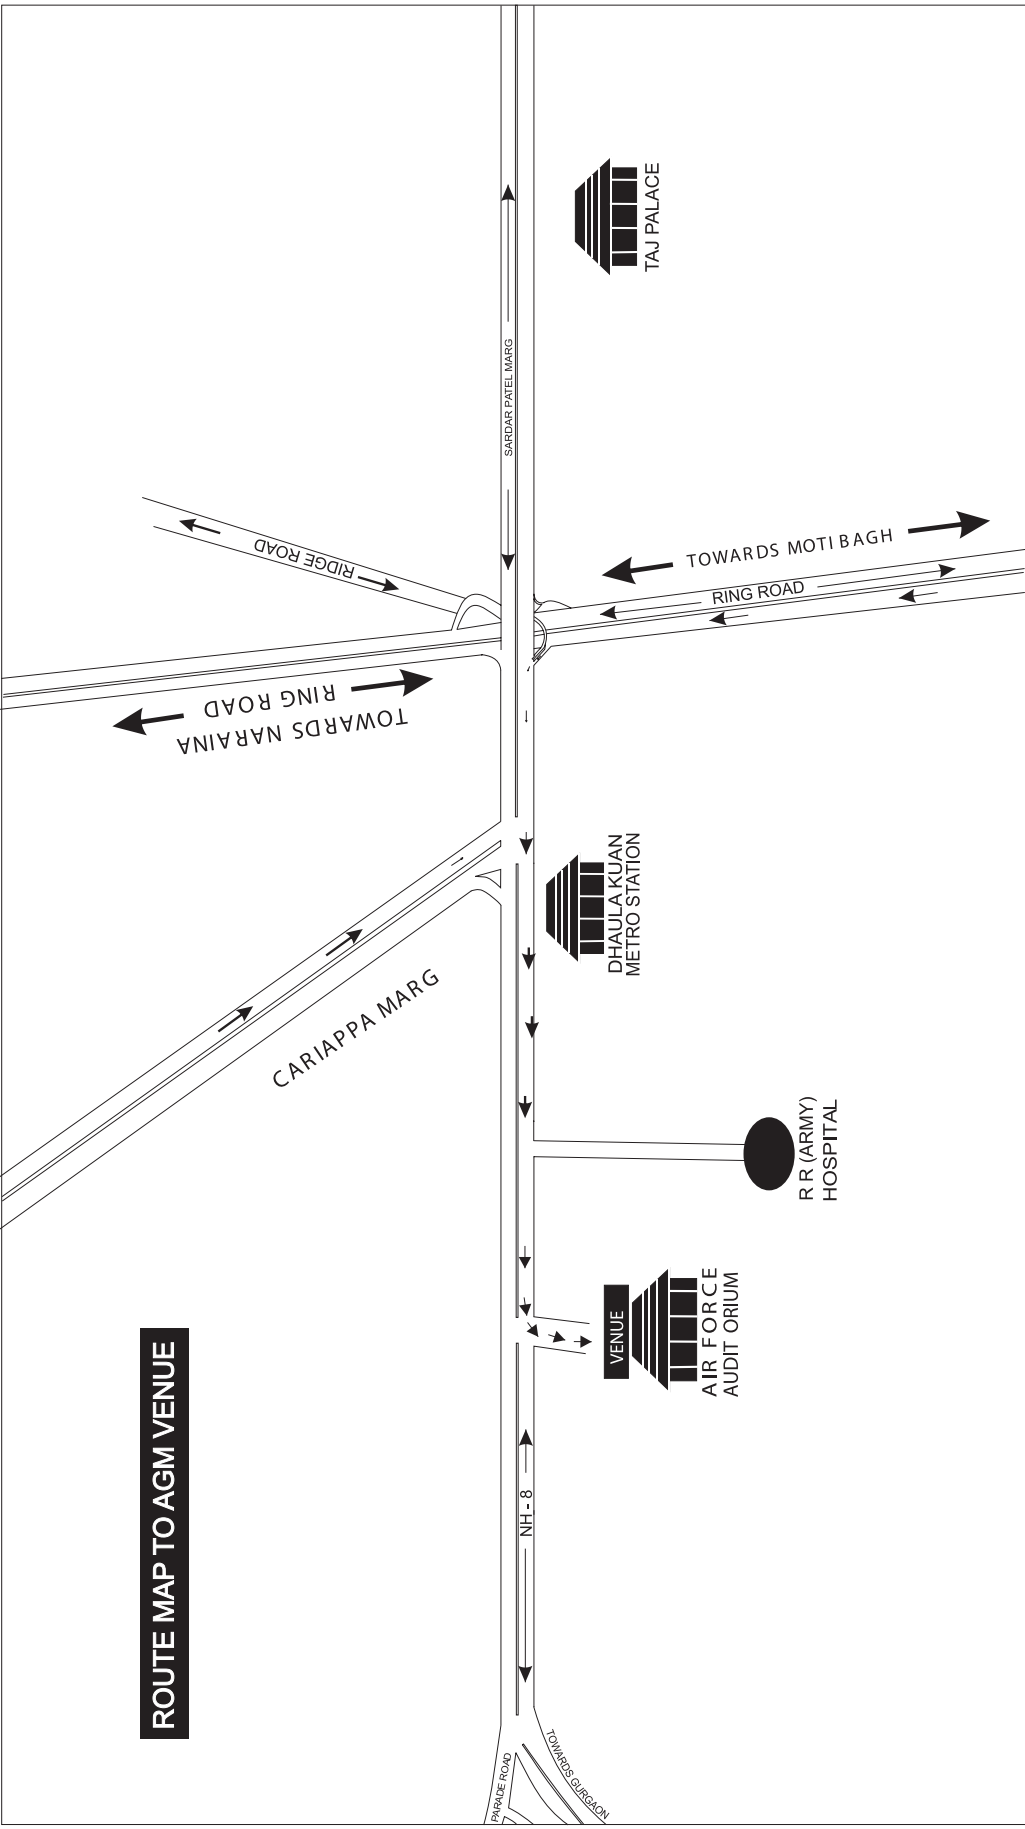 ROUTE MAP TO AGM VENUE
PARADE ROAD
TOWARDS GURGAON
NH - 8
VENUE
AIR FORCE
AUDIT ORIUM
R R (ARMY)
HOSPITAL
CARIAPPA MARG
DHAULA KUAN
METRO STATION
TOWARDS NARAINA
RING ROAD
RIDGE ROAD
RING ROAD
TOWARDS MOTI BAGH
SARDAR PATEL MARG
TAJ PALACE